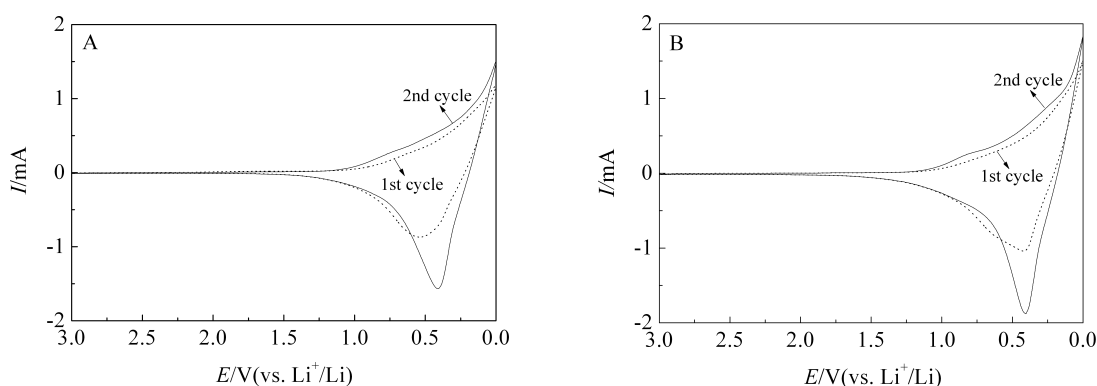 A
2
1
0
-1
-2
I/mA
2nd cycle
1st cycle
3.0 2.5 2.0 1.5 1.0 0.5 0.0
E/V(vs. Li⁺/Li)
B
2
1
0
-1
-2
I/mA
2nd cycle
1st cycle
3.0 2.5 2.0 1.5 1.0 0.5 0.0
E/V(vs. Li⁺/Li)